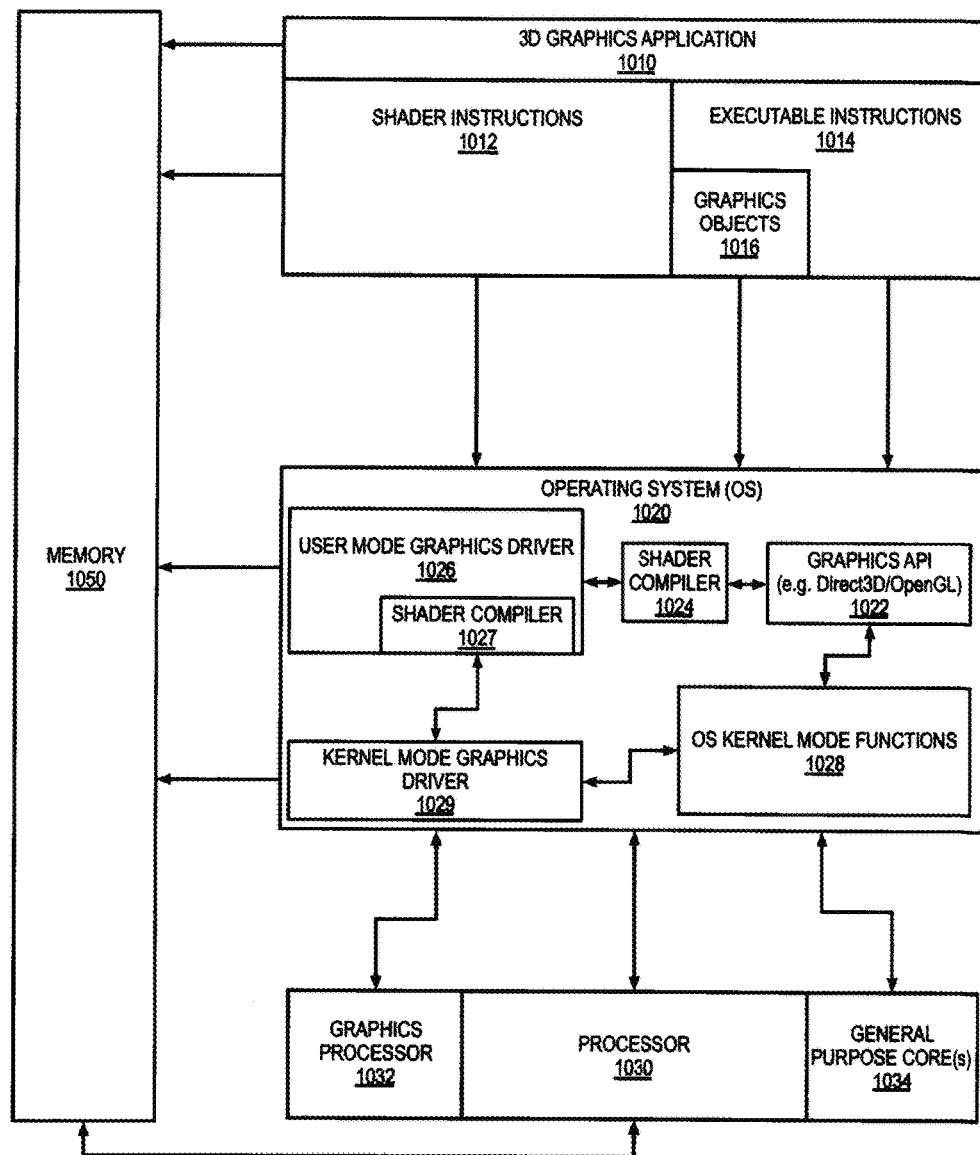 3D GRAPHICS APPLICATION
1010
SHADER INSTRUCTIONS
1012
EXECUTABLE INSTRUCTIONS
1014
GRAPHICS
OBJECTS
1016
MEMORY
1050
OPERATING SYSTEM (OS)
1020
USER MODE GRAPHICS DRIVER
1026
SHADER COMPILER
1027
SHADER
COMPILER
1024
GRAPHICS API
(e.g. Direct3D/OpenGL)
1022
KERNEL MODE GRAPHICS
DRIVER
1029
OS KERNEL MODE FUNCTIONS
1028
GRAPHICS
PROCESSOR
1032
PROCESSOR
1030
GENERAL
PURPOSE CORE(s)
1034